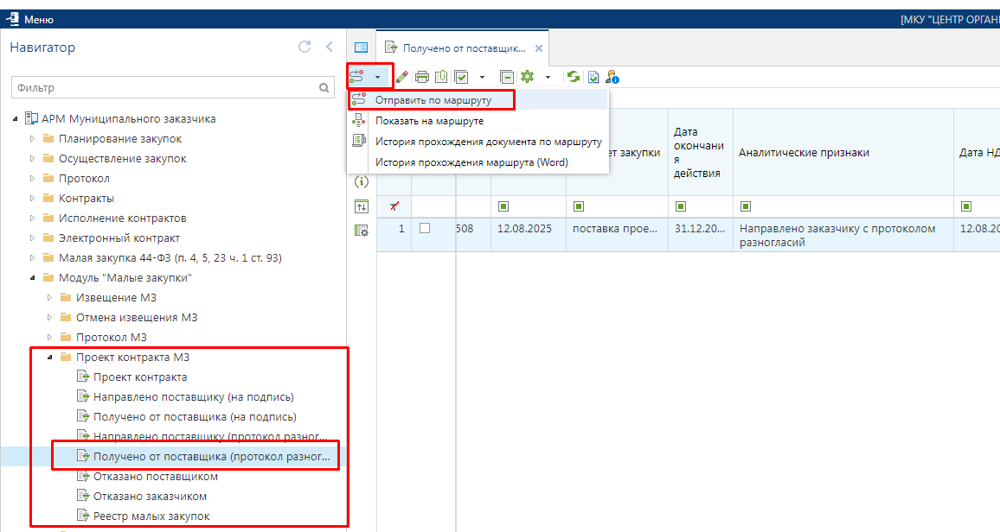 Меню
[МКУ "ЦЕНТР ОРГАН
Навигатор
Фильтр
АРМ Муниципального заказчика
Планирование закупок
Осуществление закупок
Протокол
Контракты
Исполнение контрактов
Электронный контракт
Малая закупка 44-ФЗ (п. 4, 5, 23 ч. 1 ст. 93)
Модуль "Малые закупки"
Извещение МЗ
Отмена извещения МЗ
Протокол МЗ
Проект контракта МЗ
Проект контракта
Направлено поставщику (на подпись)
Получено от поставщика (на подпись)
Направлено поставщику (протокол разног...
Получено от поставщика (протокол разног...
Отказано поставщиком
Отказано заказчиком
Реестр малых закупок
Получено от поставщик...
Отправить по маршруту
Показать на маршруте
История прохождения документа по маршруту
История прохождения маршрута (Word)
ет закупки
Дата
окончани
я
действия
Аналитические признаки
Дата НД
1
508
12.08.2025
поставка прое...
31.12.20...
Направлено заказчику с протоколом
разногласий
12.08.20